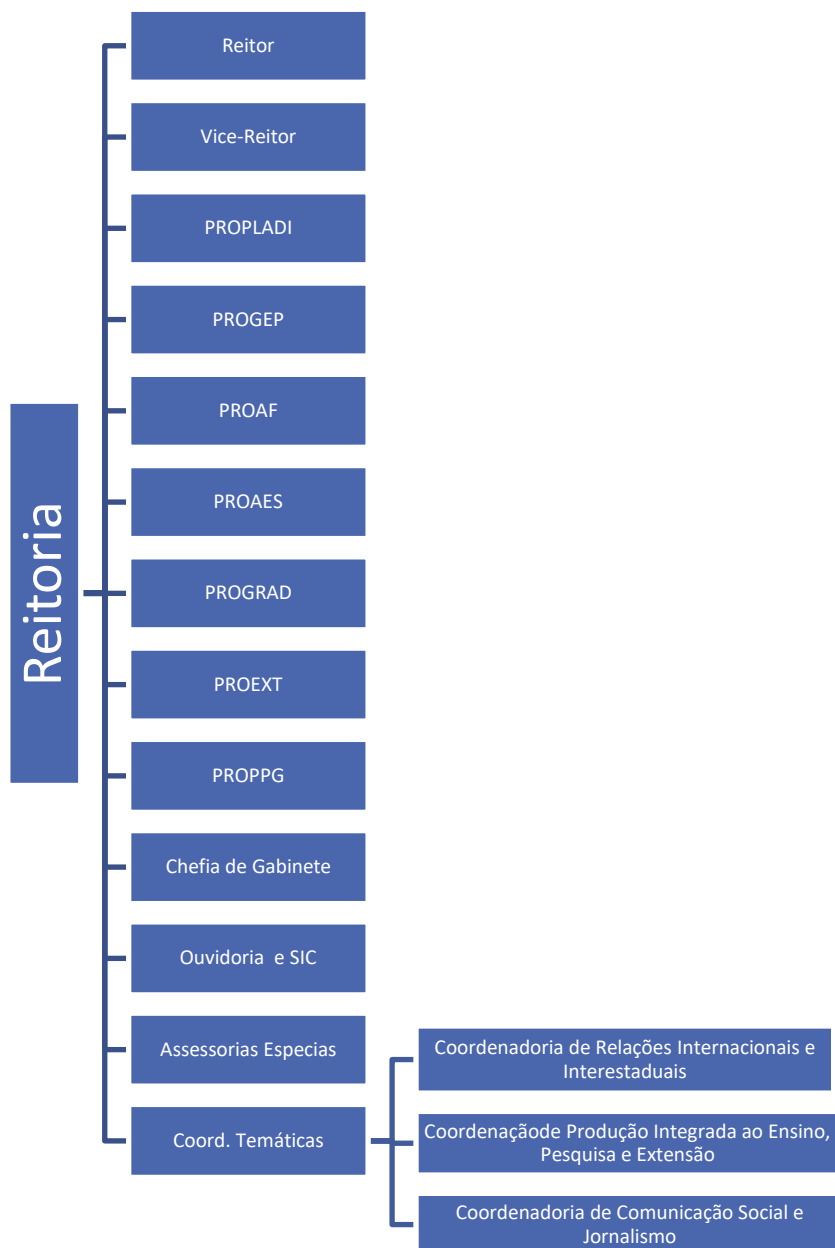 Reitoria
Reitor
Vice-Reitor
PROPLADI
PROGEP
PROAF
PROAES
PROGRAD
PROEXT
PROPPG
Chefia de Gabinete
Ouvidoria e SIC
Assessorias Especias
Coord. Temáticas
Coordenadoria de Relações Internacionais e
Interestaduais
Coordenaçãode Produção Integrada ao Ensino,
Pesquisa e Extensão
Coordenadoria de Comunicação Social e
Jornalismo